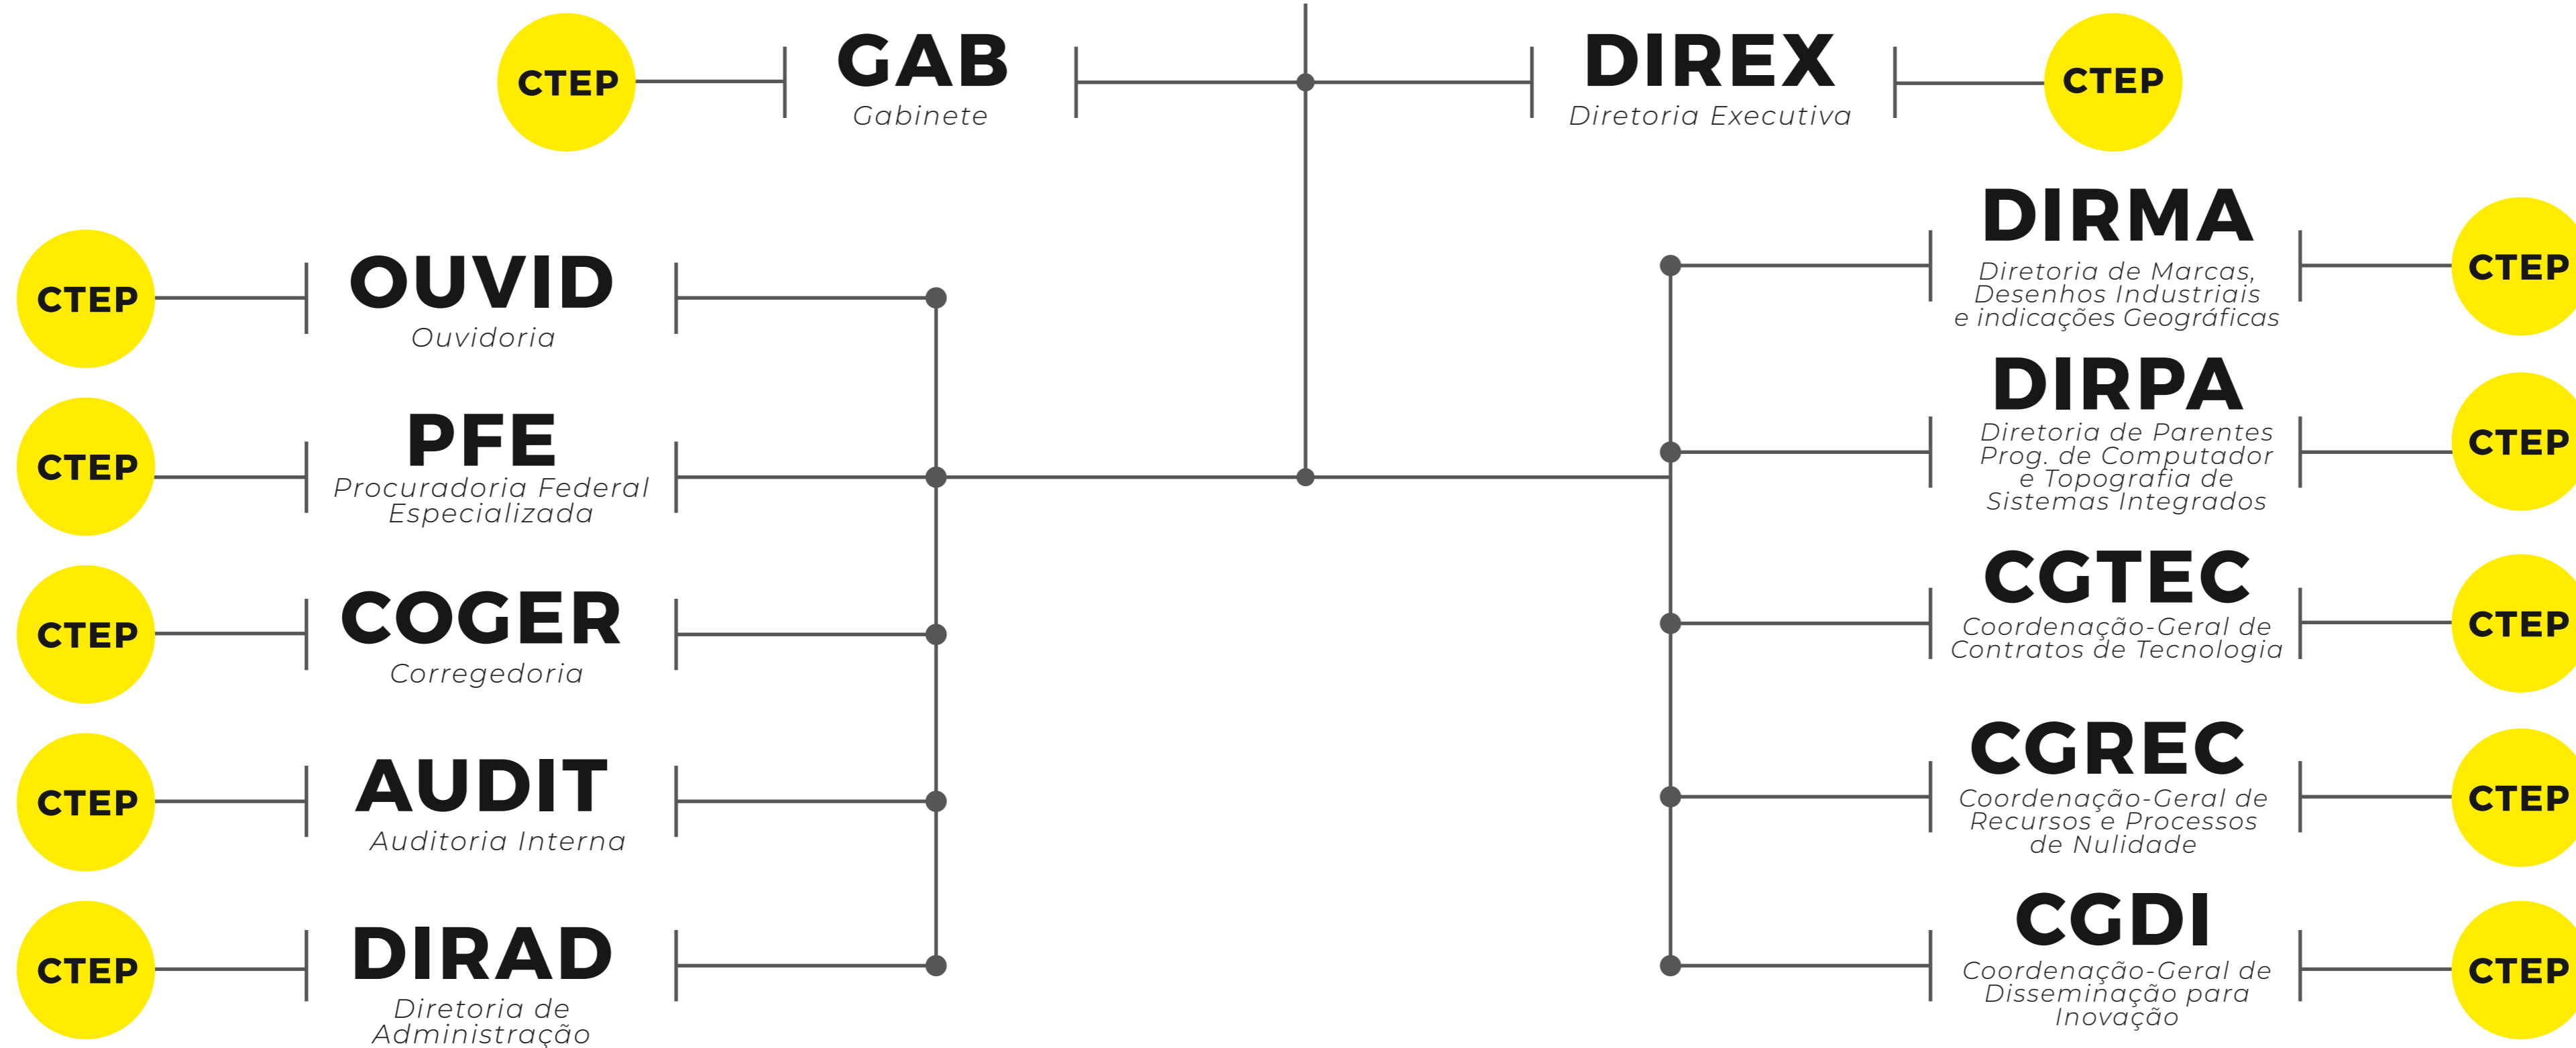 CTEP
GAB
Gabinete
DIREX
Diretoria Executiva
CTEP
CTEP
OUVID
Ouvidoria
CTEP
PFE
Procuradoria Federal
Especializada
CTEP
COGER
Corregedoria
CTEP
AUDIT
Auditoria Interna
CTEP
DIRAD
Diretoria de
Administração
DIRMA
Diretoria de Marcas,
Desenhos Industriais
e indicações Geográficas
CTEP
DIRPA
Diretoria de Parentes
Prog. de Computador
e Topografia de
Sistemas Integrados
CTEP
CGTEC
Coordenação-Geral de
Contratos de Tecnologia
CTEP
CGREC
Coordenação-Geral de
Recursos e Processos
de Nulidade
CTEP
CGDI
Coordenação-Geral de
Disseminação para
Inovação
CTEP